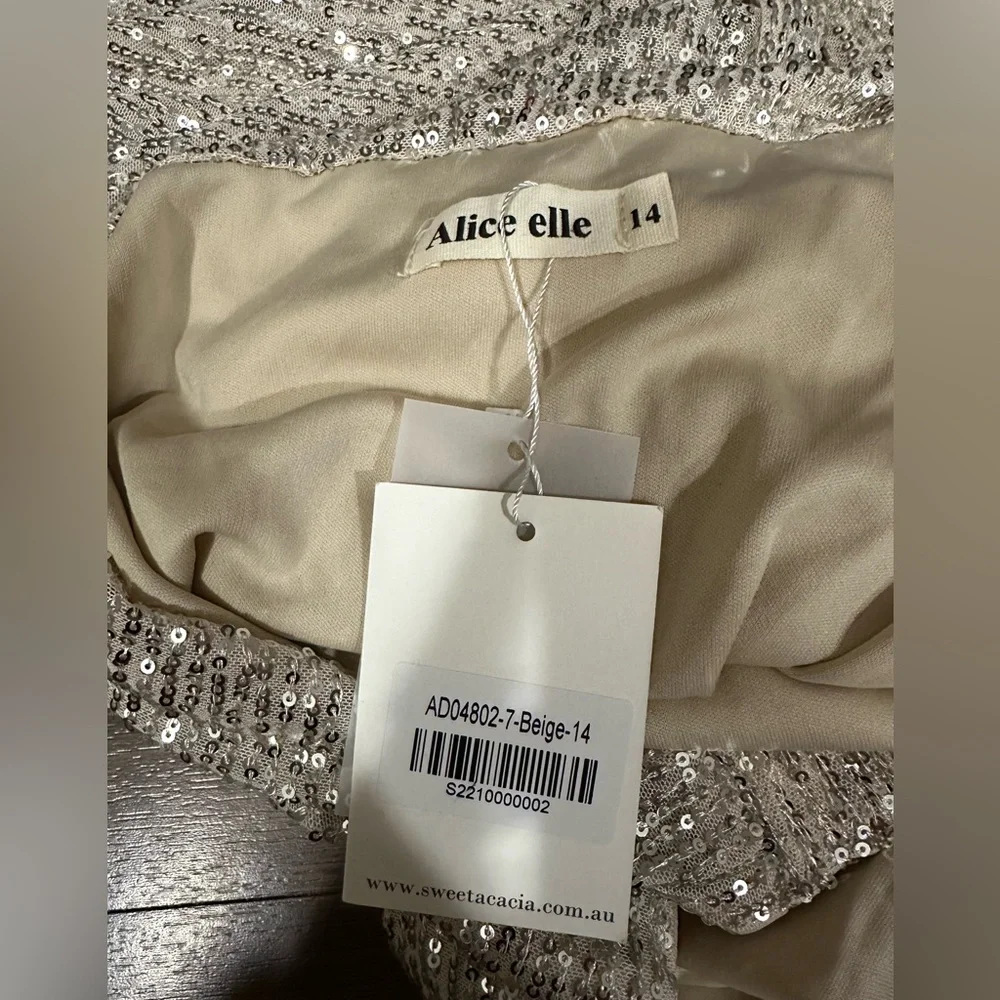 Alice elle 14
AD04802-7-Beige-14
S2210000002
www.sweetacacia.com.au